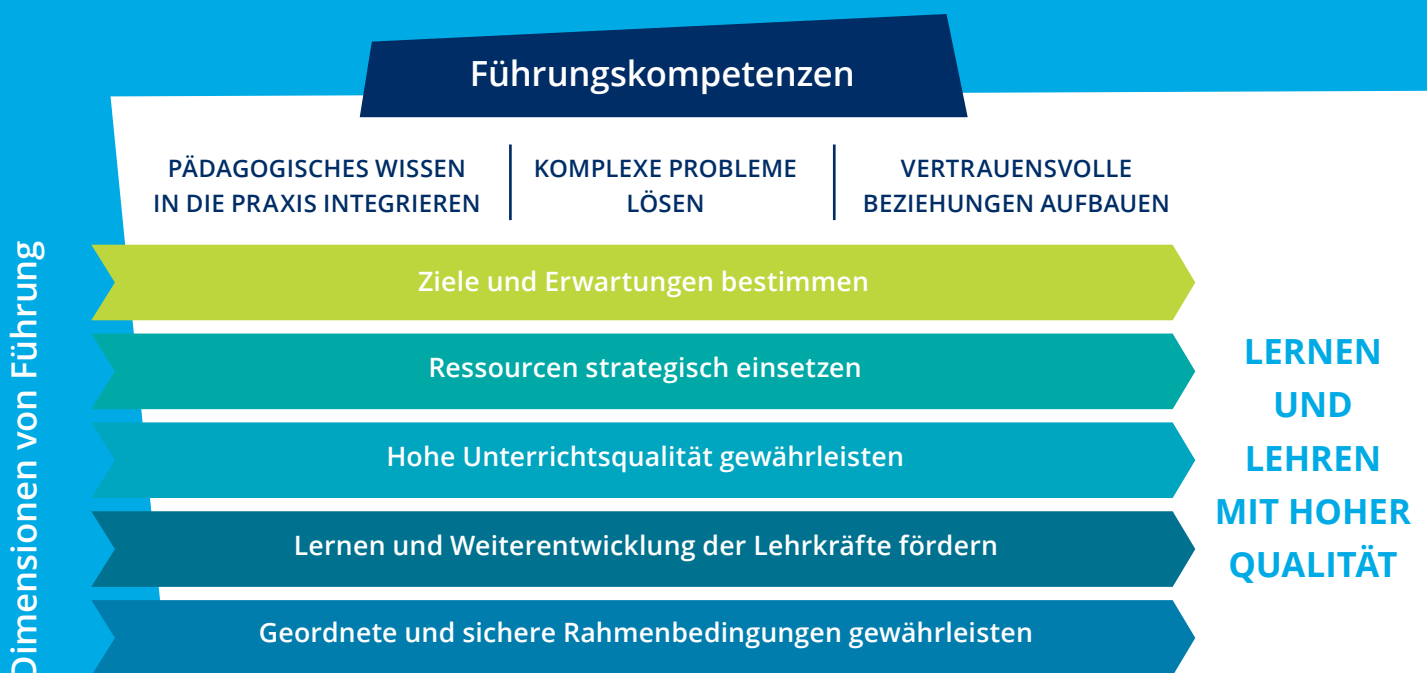 Führungskompetenzen
PÄDAGOGISCHES WISSEN
IN DIE PRAXIS INTEGRIEREN
KOMPLEXE PROBLEME
LÖSEN
VERTRAUENSVOLLE
BEZIEHUNGEN AUFBAUEN
Dimensionen von Führung
Ziele und Erwartungen bestimmen
Ressourcen strategisch einsetzen
Hohe Unterrichtsqualität gewährleisten
Lernen und Weiterentwicklung der Lehrkräfte fördern
Geordnete und sichere Rahmenbedingungen gewährleisten
LERNEN
UND
LEHREN
MIT HOHER
QUALITÄT